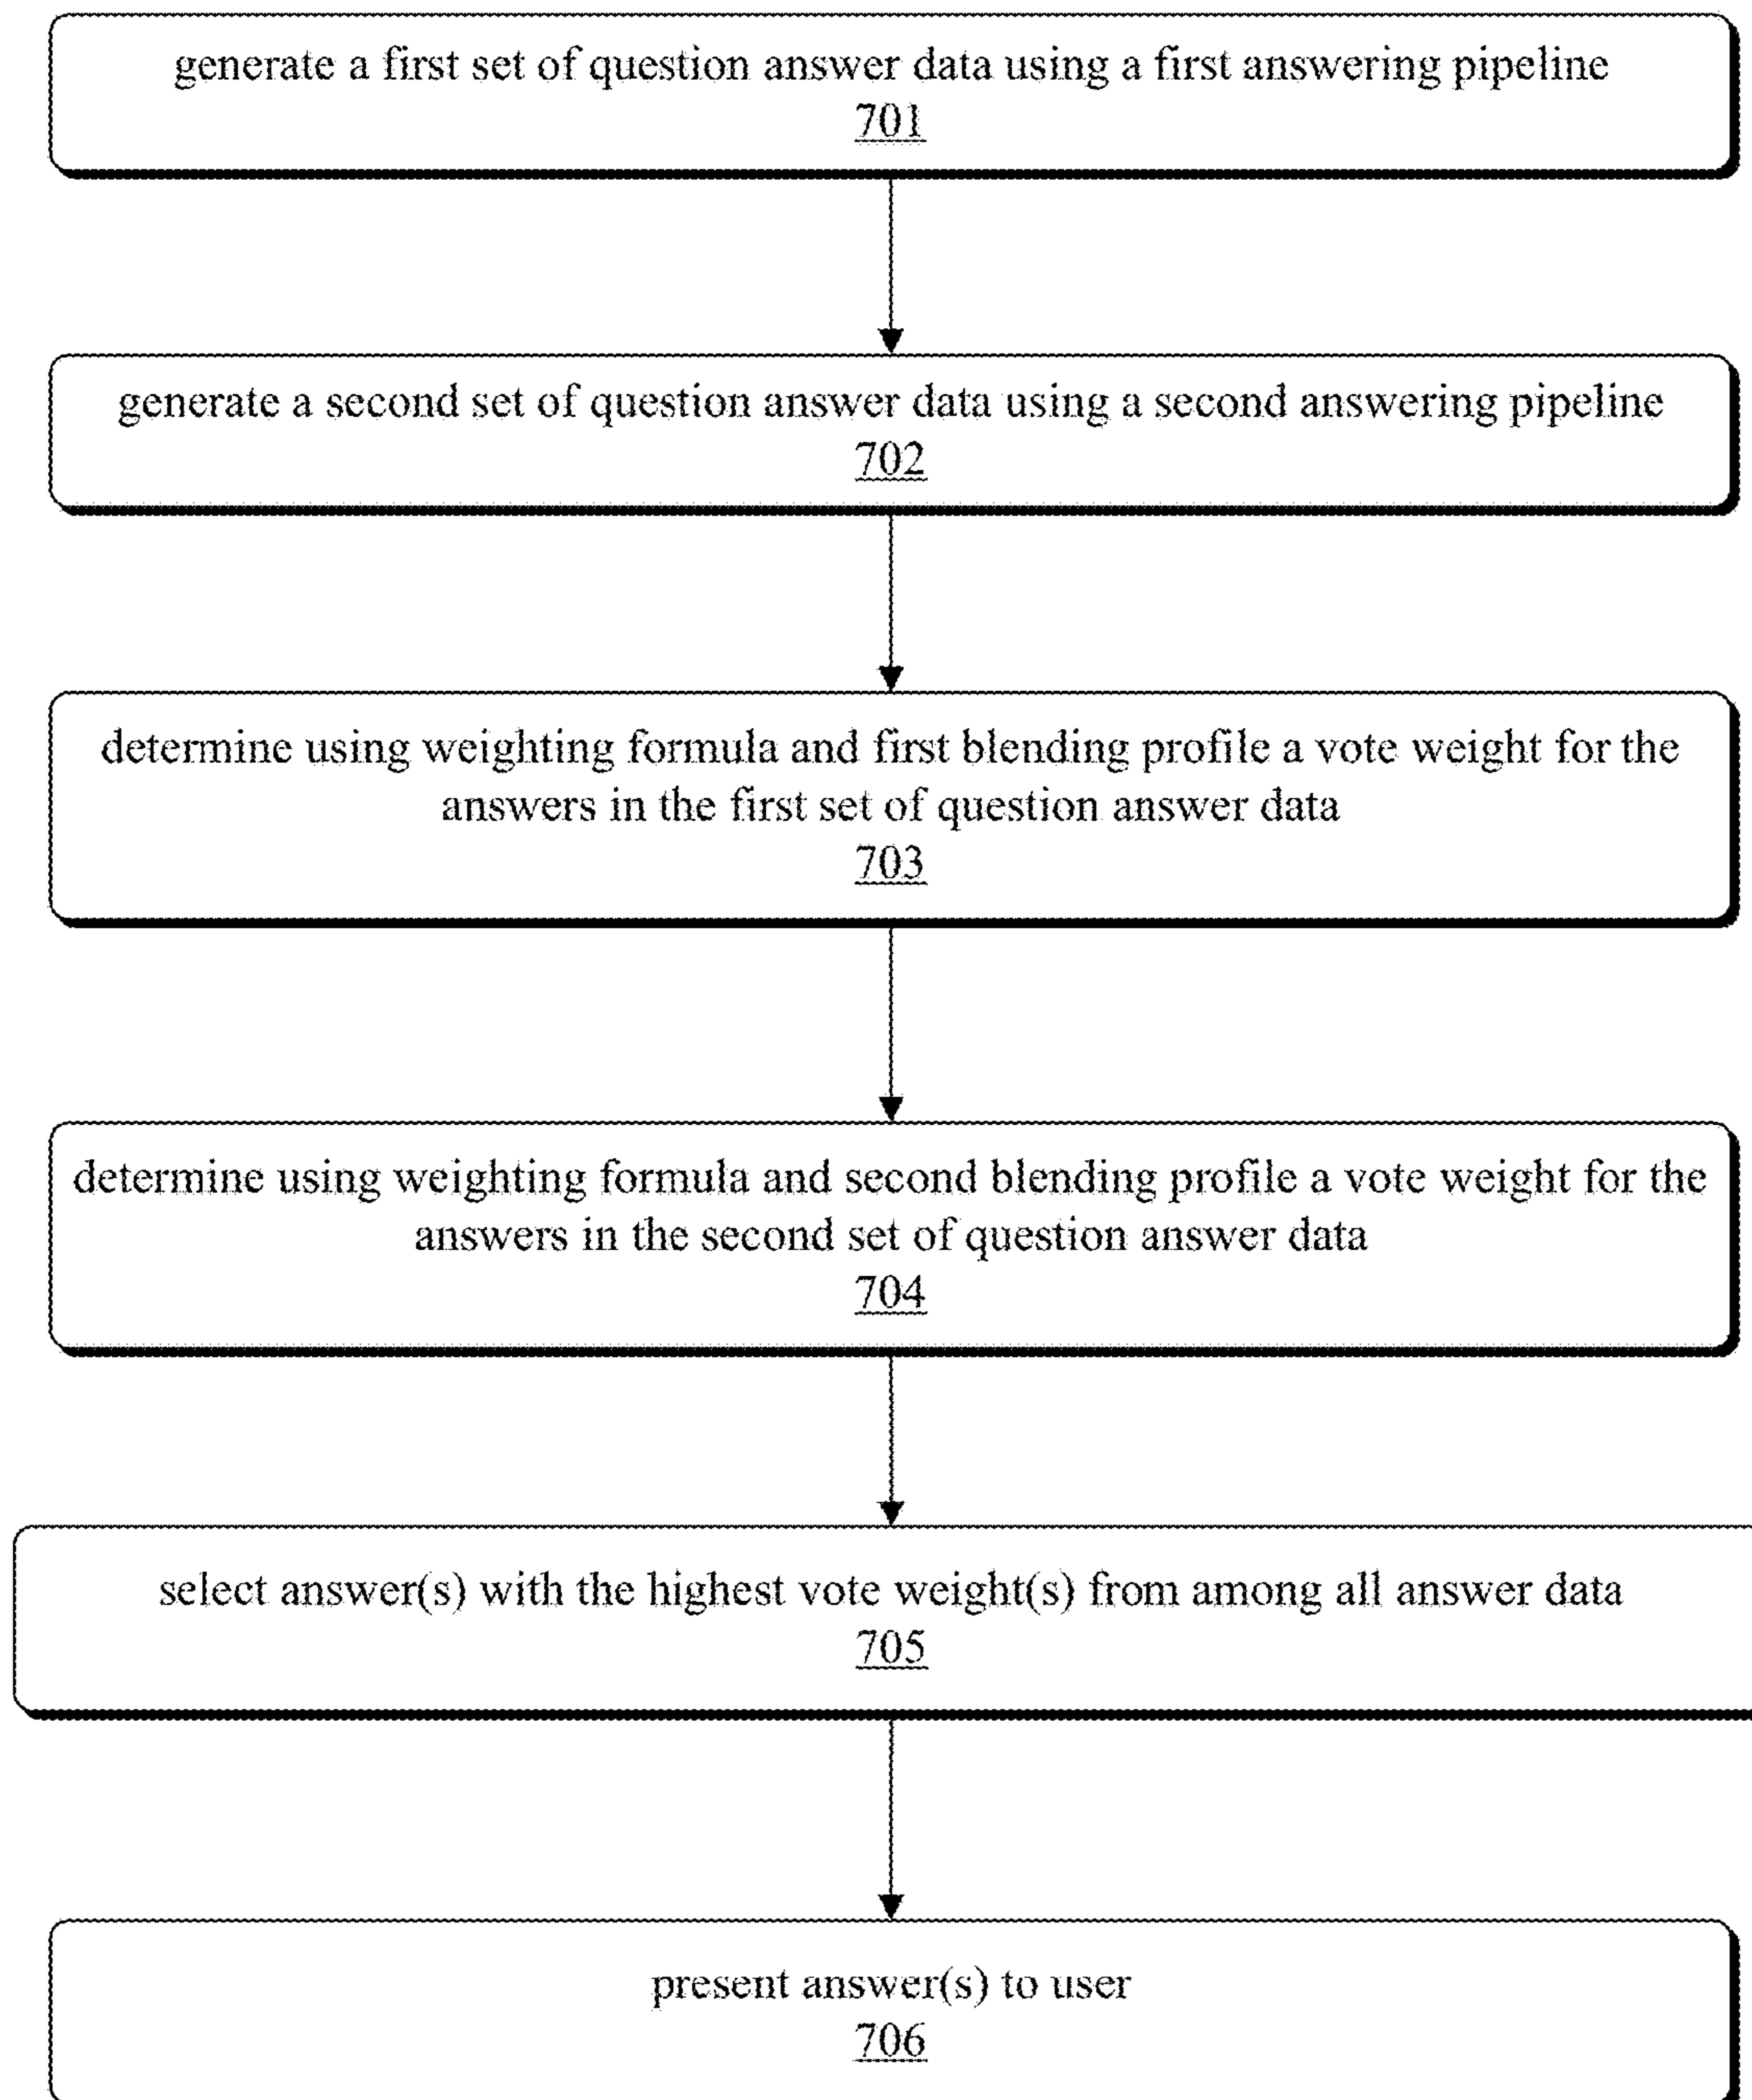 generate a first set of question answer data using a first answering pipeline
701
generate a second set of question answer data using a second answering pipeline
702
determine using weighting formula and first blending profile a vote weight for the
answers in the first set of question answer data
703
determine using weighting formula and second blending profile a vote weight for the
answers in the second set of question answer data
704
select answer(s) with the highest vote weight(s) from among all answer data
705
present answer(s) to user
706